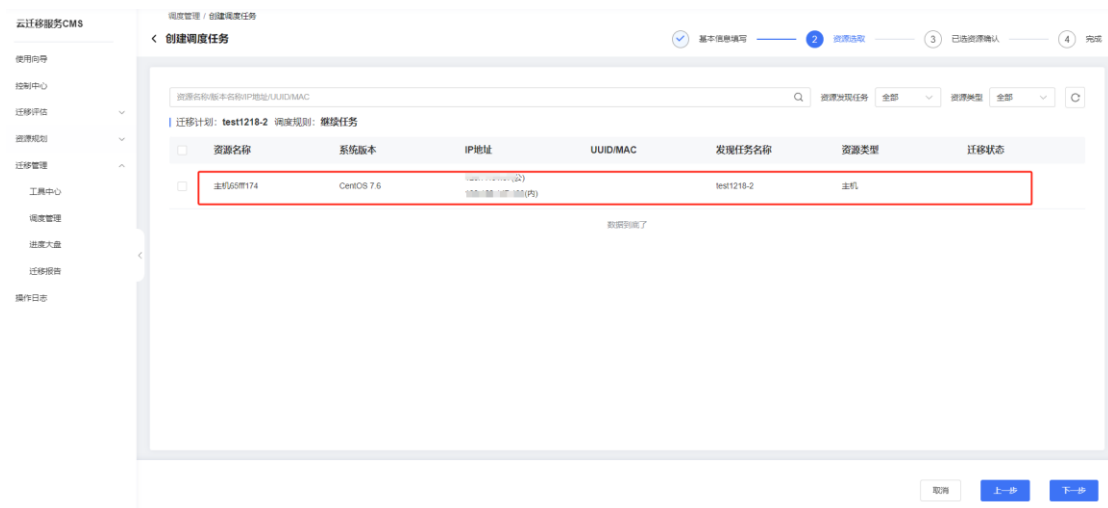 云迁移服务CMS
使用向导
控制中心
迁移评估
资源规划
迁移管理
工具中心
调度管理
进度大盘
迁移报告
操作日志
调度管理 / 创建调度任务
创建调度任务
基本信息填写
2 资源选取
3 已选资源确认
4 完成
资源名称/版本名称/IP地址/UUID/MAC
资源发现任务 全部
资源类型 全部
迁移计划：test1218-2 调度规则：继续任务
资源名称 系统版本 IP地址 UUID/MAC 发现任务名称 资源类型 迁移状态
CentOS 7.6 (公) test1218-2 主机
(内)
数据到底了
取消 上一步 下一步